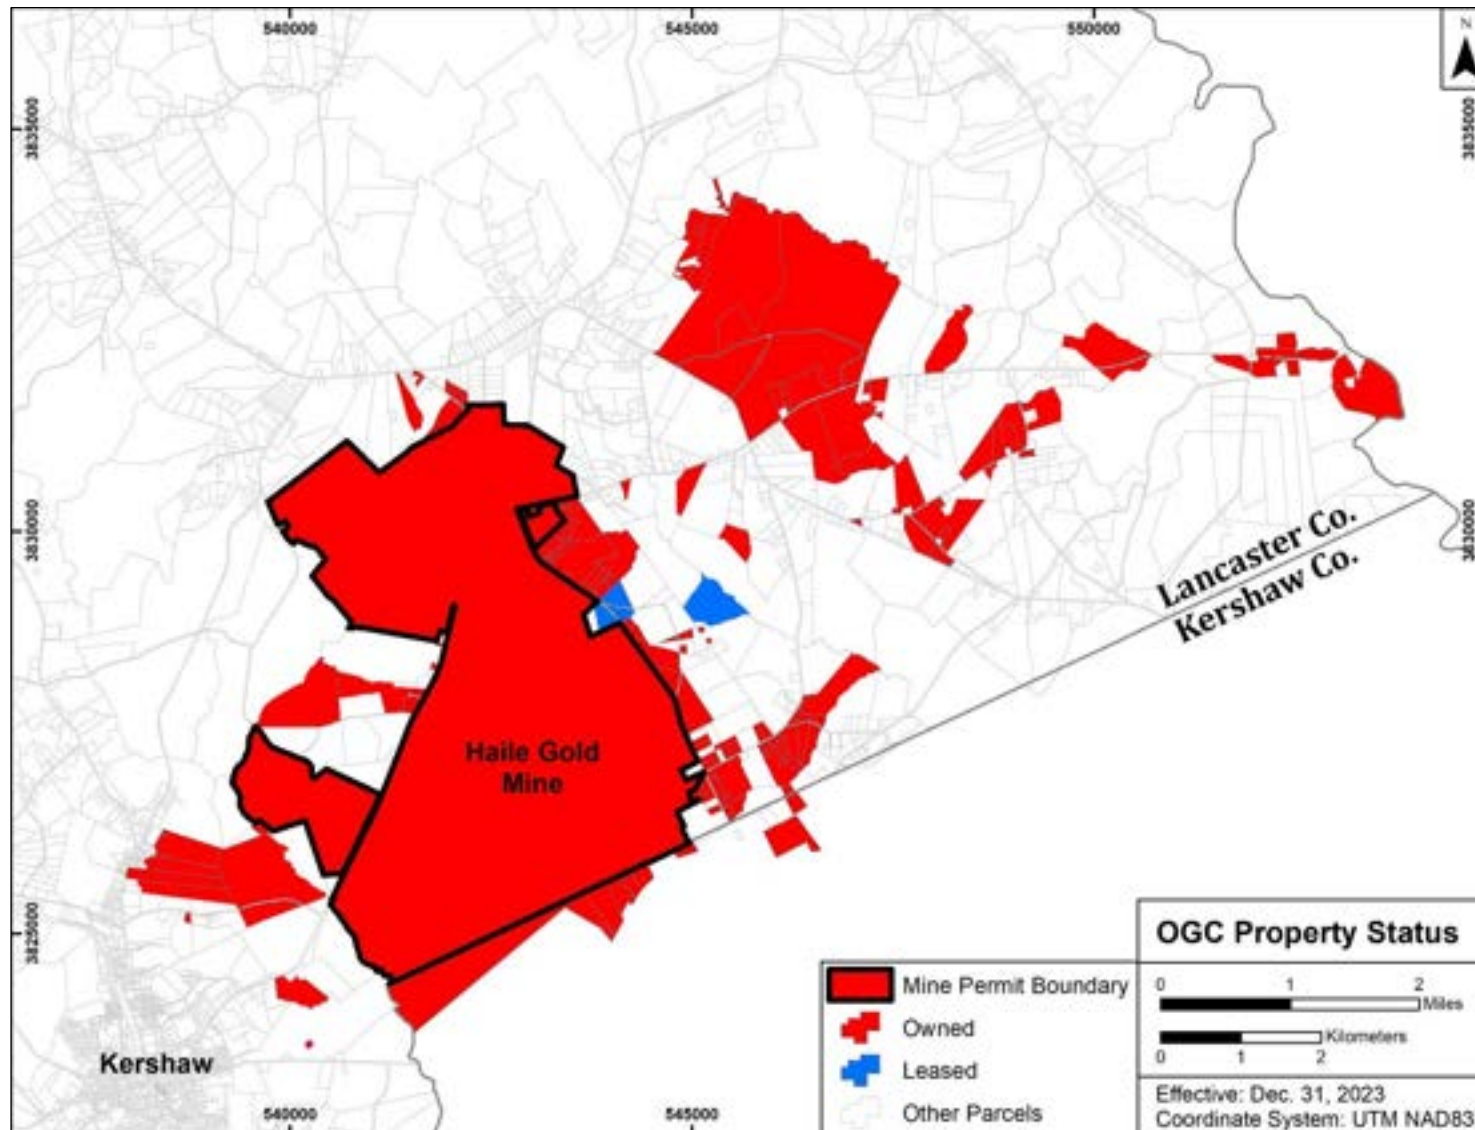 540000
545000
550000
N
3835000
3835000
3830000
3830000
Lancaster Co.
Kershaw Co.
Haile Gold
Mine
3825000
Kershaw
540000
545000
Mine Permit Boundary
Owned
Leased
Other Parcels
OGC Property Status
0 1 2
Miles
Kilometers
0 1 2
Effective: Dec. 31, 2023
Coordinate System: UTM NAD83